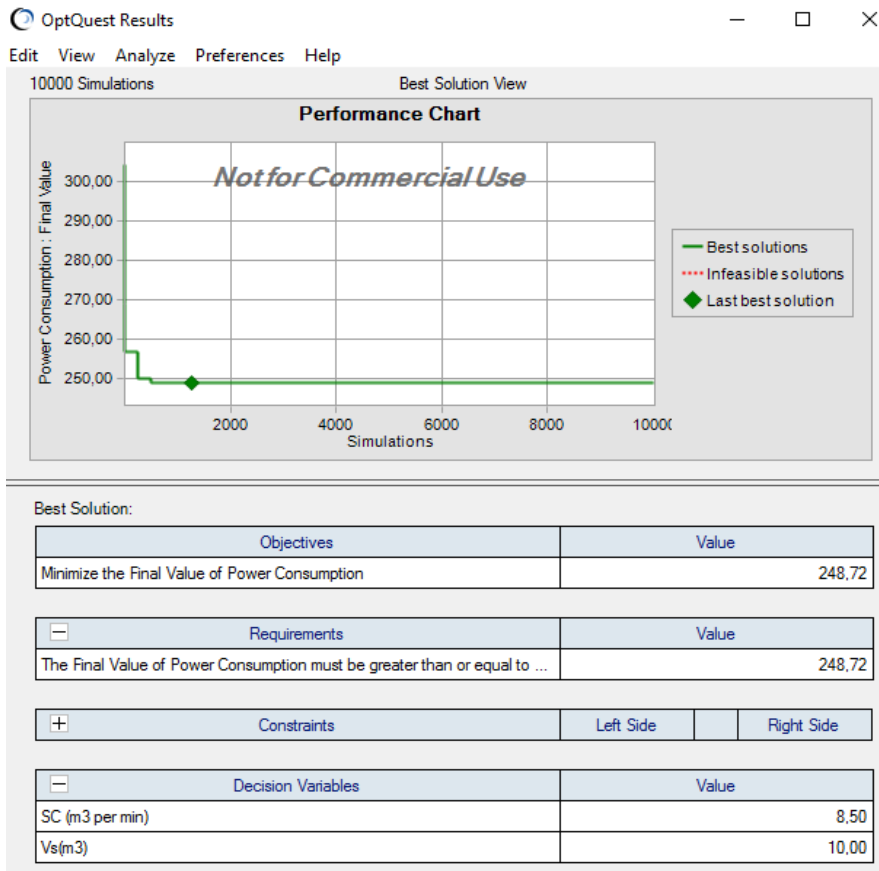 OptQuest Results
Edit View Analyze Preferences Help
10000 Simulations Best Solution View
Performance Chart
Not for Commercial Use
Power Consumption : Final Value
300,00
290,00
280,00
270,00
260,00
250,00
2000 4000 6000 8000 10000
Simulations
Best solutions
Infeasible solutions
Last best solution
Best Solution:
Objectives Value
Minimize the Final Value of Power Consumption 248,72
Requirements Value
The Final Value of Power Consumption must be greater than or equal to ... 248,72
Constraints Left Side Right Side
Decision Variables Value
SC (m3 per min) 8,50
Vs(m3) 10,00